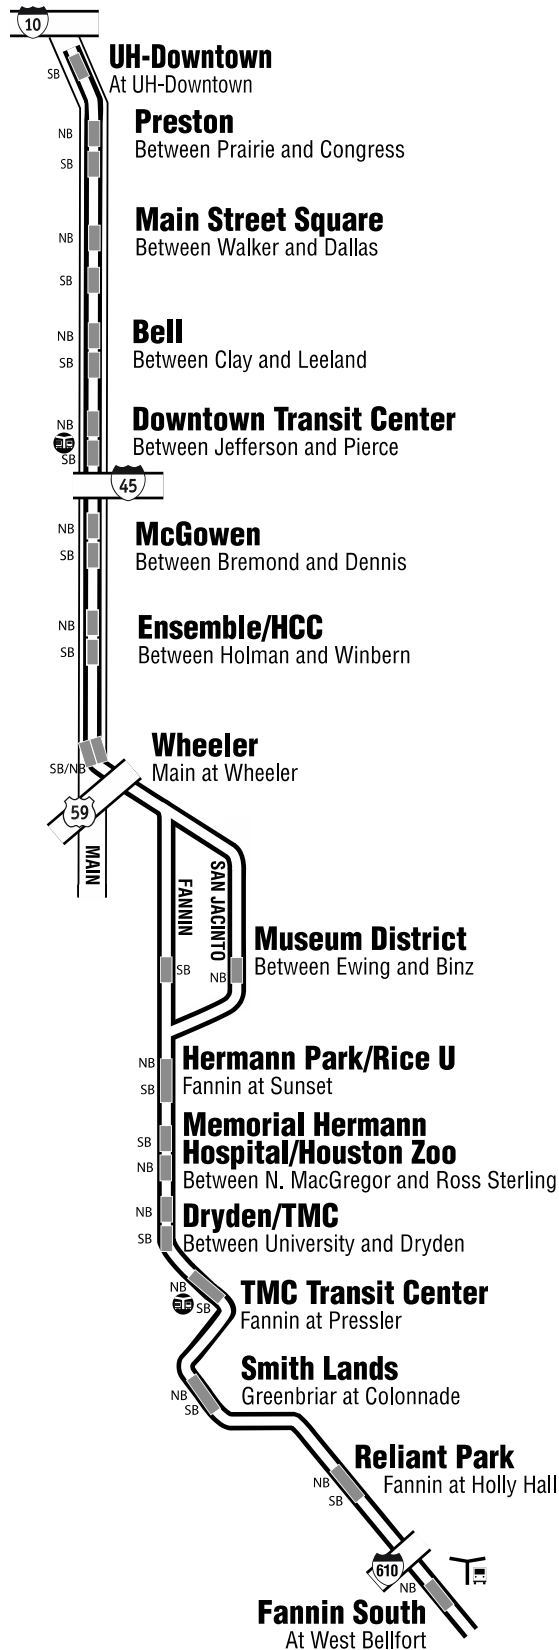 10
UH-Downtown
SB
At UH-Downtown
Preston
NB
Between Prairie and Congress
SB
Main Street Square
NB
Between Walker and Dallas
SB
Bell
NB
Between Clay and Leeland
SB
Downtown Transit Center
NB
Between Jefferson and Pierce
SB
45
McGowen
NB
Between Bremond and Dennis
SB
Ensemble/HCC
NB
Between Holman and Winbern
SB
Wheeler
SB/NB
Main at Wheeler
59
MAIN
FANNIN
SAN JACINTO
Museum District
SB
NB
Between Ewing and Binz
Hermann Park/Rice U
NB
SB
Fannin at Sunset
Memorial Hermann
Hospital/Houston Zoo
SB
NB
Between N. MacGregor and Ross Sterling
Dryden/TMC
NB
SB
Between University and Dryden
TMC Transit Center
NB
SB
Fannin at Pressler
Smith Lands
NB
Greenbriar at Colonnade
SB
Reliant Park
NB
Fannin at Holly Hall
SB
610
NB
Fannin South
At West Bellfort